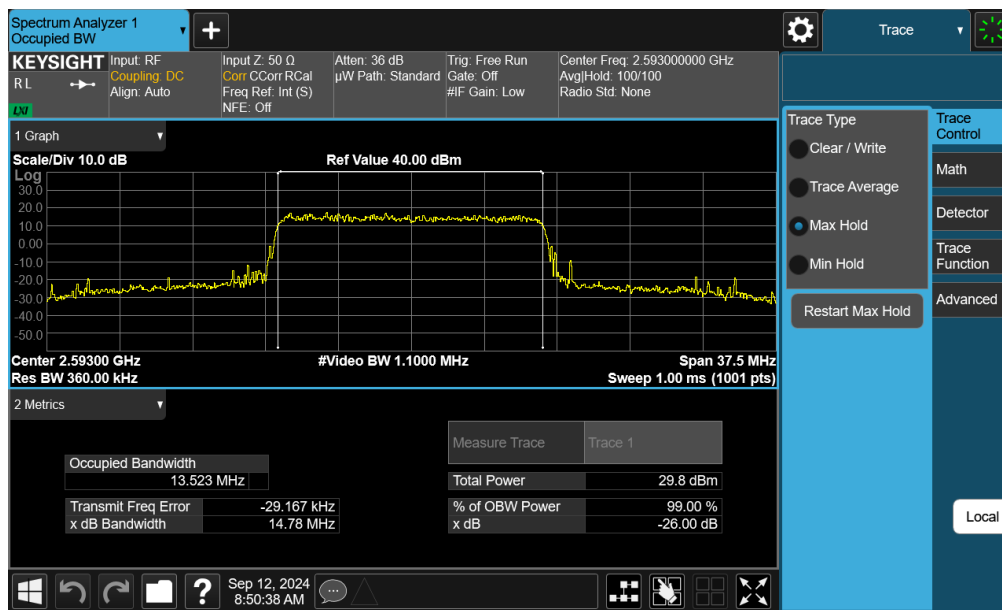 Spectrum Analyzer 1
Occupied BW
+
Trace
KEYSIGHT
R L
LXI
Input: RF
Coupling: DC
Align: Auto
Input Z: 50 Ω
Corr CCorr RCal
Freq Ref: Int (S)
NFE: Off
Atten: 36 dB
µW Path: Standard
Trig: Free Run
Gate: Off
#IF Gain: Low
Center Freq: 2.593000000 GHz
Avg|Hold: 100/100
Radio Std: None
1 Graph
Scale/Div 10.0 dB
Ref Value 40.00 dBm
Log
30.0
20.0
10.0
0.00
-10.0
-20.0
-30.0
-40.0
-50.0
Center 2.59300 GHz
#Video BW 1.1000 MHz
Span 37.5 MHz
Res BW 360.00 kHz
Sweep 1.00 ms (1001 pts)
2 Metrics
Measure Trace
Trace 1
Occupied Bandwidth
13.523 MHz
Total Power
29.8 dBm
Transmit Freq Error
-29.167 kHz
% of OBW Power
99.00 %
x dB Bandwidth
14.78 MHz
x dB
-26.00 dB
Trace Type
Clear / Write
Trace Average
Max Hold
Min Hold
Restart Max Hold
Trace
Control
Math
Detector
Trace
Function
Advanced
Local
?
Sep 12, 2024
8:50:38 AM